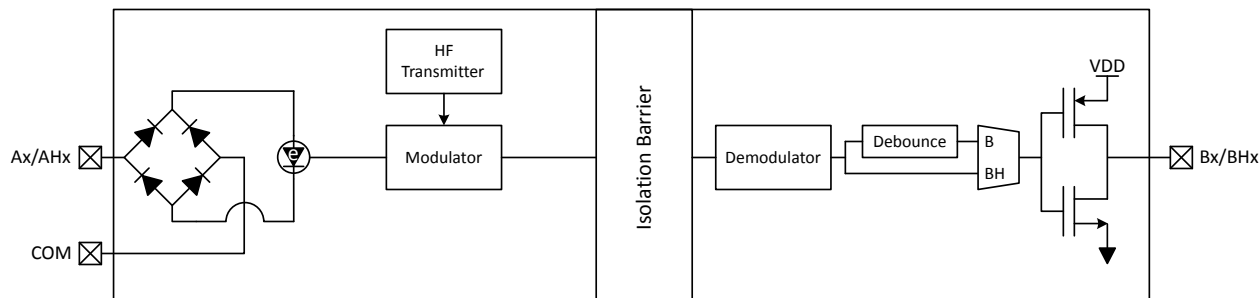 HF
Transmitter
VDD
Isolation Barrier
Ax/AHx
e
Modulator
Demodulator
Debounce
B
BH
Bx/BHx
COM